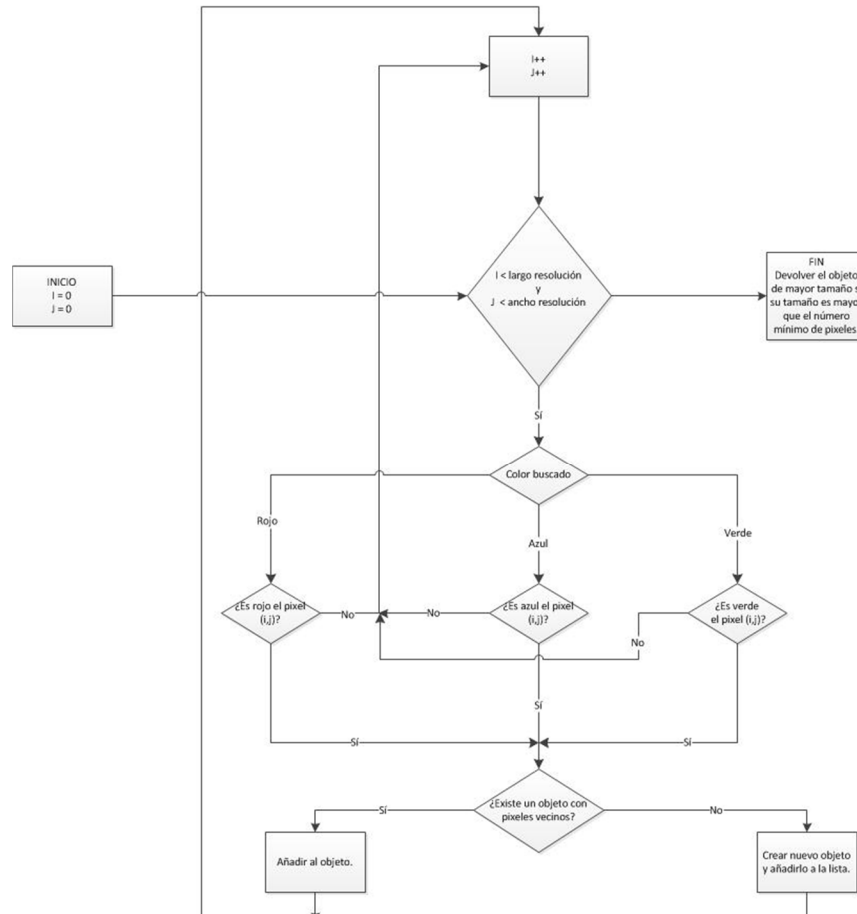 I++
J++
INICIO
I = 0
J = 0
I < largo resolución
y
J < ancho resolución
FIN
Devolver el objeto
de mayor tamaño s
su tamaño es mayo
que el número
mínimo de pixeles
Sí
Color buscado
Rojo
Azul
Verde
¿Es rojo el pixel
(i,j)?
No
No
¿Es azul el pixel
(i,j)?
¿Es verde
el pixel (i,j)?
No
Sí
Sí
Sí
¿Existe un objeto con
pixeles vecinos?
Sí
No
Añadir al objeto.
Crear nuevo objeto
y añadirlo a la lista.